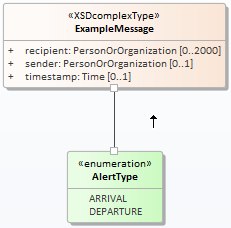 «XSDcomplexType»
ExampleMessage
+ recipient: PersonOrOrganization [0..2000]
+ sender: PersonOrOrganization [0..1]
+ timestamp: Time [0..1]
«enumeration»
AlertType
ARRIVAL
DEPARTURE